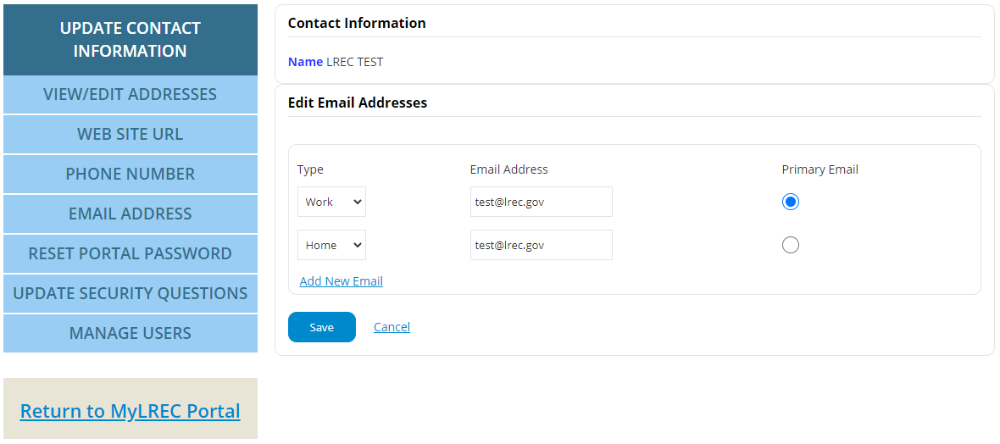 UPDATE CONTACT
INFORMATION
VIEW/EDIT ADDRESSES
WEB SITE URL
PHONE NUMBER
EMAIL ADDRESS
RESET PORTAL PASSWORD
UPDATE SECURITY QUESTIONS
MANAGE USERS
Return to MyLREC Portal
Contact Information
Name LREC TEST
Edit Email Addresses
Type Email Address Primary Email
Work test@lrec.gov
Home test@lrec.gov
Add New Email
Save Cancel